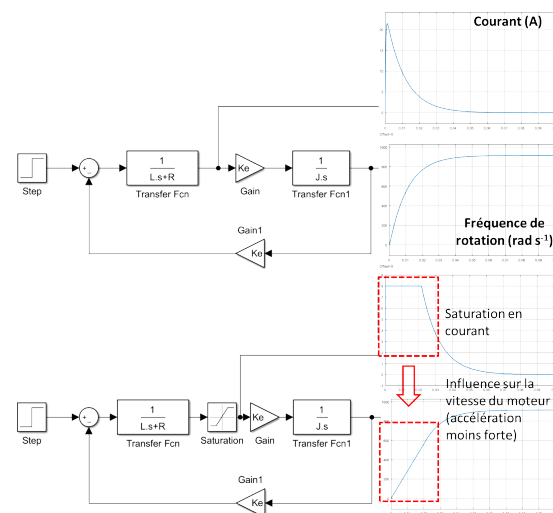 Courant (A)
Step
1
L.s+R
Transfer Fcn
Ke
Gain
1
J.s
Transfer Fcn1
Gain1
Ke
Fréquence de
rotation (rad s⁻¹)
Saturation en
courant
Influence sur la
vitesse du moteur
(accélération
moins forte)
Step
1
L.s+R
Transfer Fcn
Saturation
Ke
Gain
1
J.s
Transfer Fcn1
Gain1
Ke